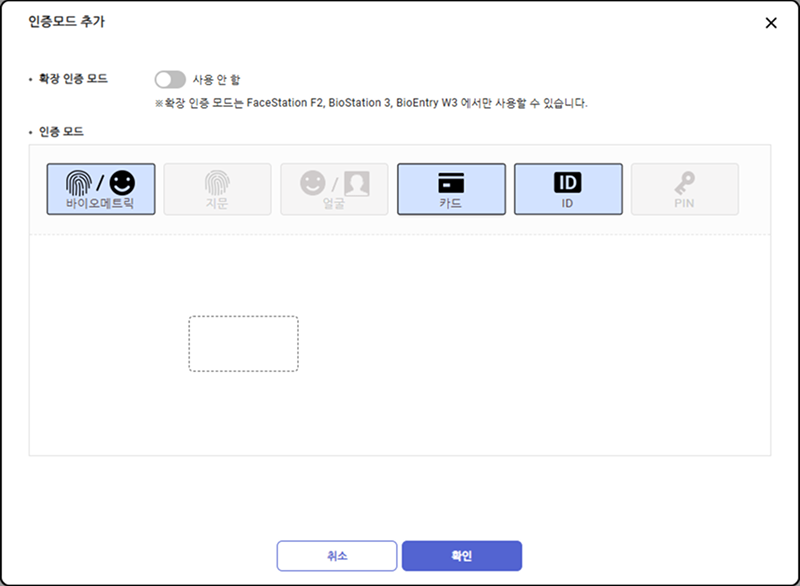 인증모드 추가
• 확장 인증 모드
사용 안 함
※확장 인증 모드는 FaceStation F2, BioStation 3, BioEntry W3 에서만 사용할 수 있습니다.
• 인증 모드
바이오메트릭
지문
얼굴
카드
ID
ID
PIN
취소
확인